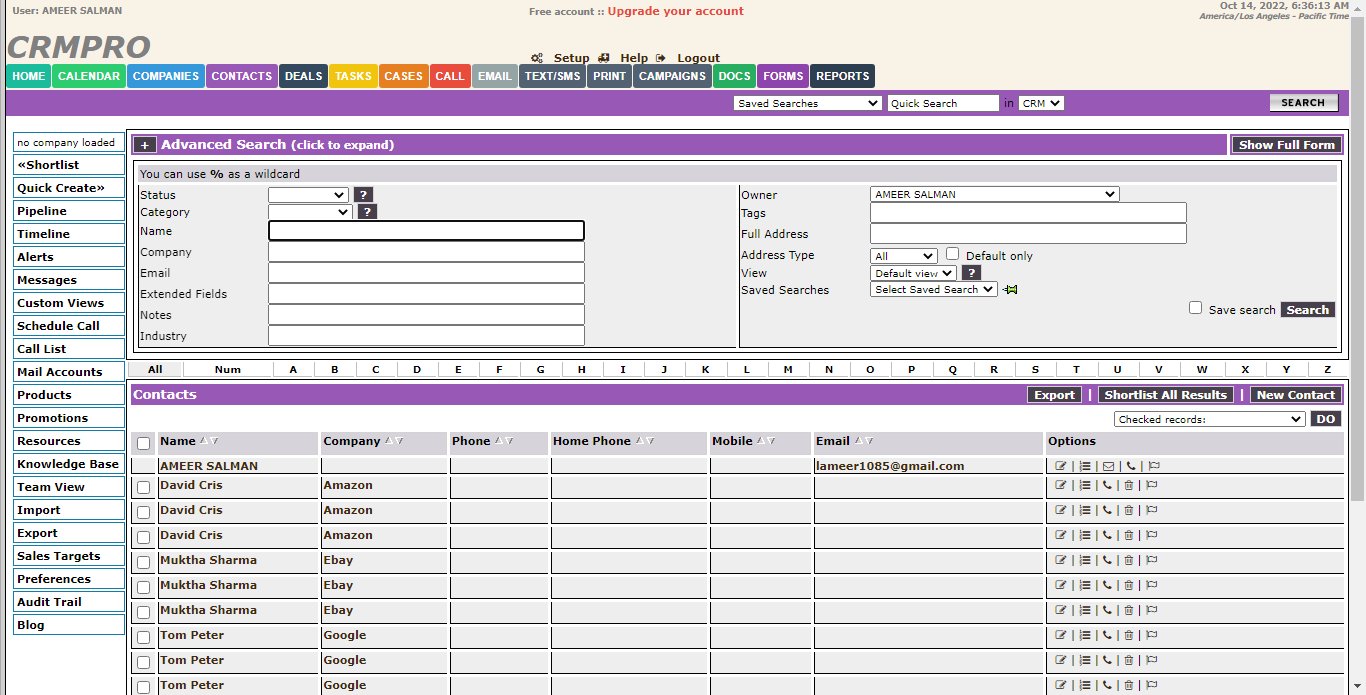 User: AMEER SALMAN
Free account :: Upgrade your account
Oct 14, 2022, 6:36:13 AM
America/Los Angeles - Pacific Time
CRMPRO
Setup Help Logout
HOME CALENDAR COMPANIES CONTACTS DEALS TASKS CASES CALL EMAIL TEXT/SMS PRINT CAMPAIGNS DOCS FORMS REPORTS
Saved Searches Quick Search in CRM SEARCH
no company loaded
«Shortlist
Quick Create»
Pipeline
Timeline
Alerts
Messages
Custom Views
Schedule Call
Call List
Mail Accounts
Products
Promotions
Resources
Knowledge Base
Team View
Import
Export
Sales Targets
Preferences
Audit Trail
Blog
+ Advanced Search (click to expand) Show Full Form
You can use % as a wildcard
Status ?
Category ?
Name
Company
Email
Extended Fields
Notes
Industry
Owner AMEER SALMAN
Tags
Full Address
Address Type All Default only
View Default view ?
Saved Searches Select Saved Search
Save search Search
All Num A B C D E F G H I J K L M N O P Q R S T U V W X Y Z
Contacts Export | Shortlist All Results | New Contact
Checked records: DO
Name Company Phone Home Phone Mobile Email Options
AMEER SALMAN lameer1085@gmail.com
David Cris Amazon
David Cris Amazon
David Cris Amazon
Muktha Sharma Ebay
Muktha Sharma Ebay
Muktha Sharma Ebay
Tom Peter Google
Tom Peter Google
Tom Peter Google